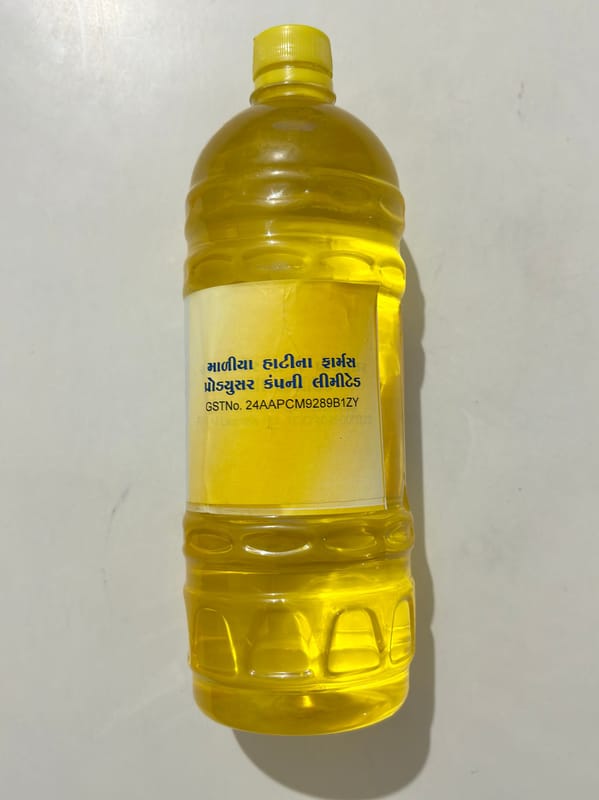 માળીયા હાટીના ફાર્મસ
પ્રોડ્યુસર કંપની લીમીટેડ
GSTNo. 24AAPCM9289B1ZY